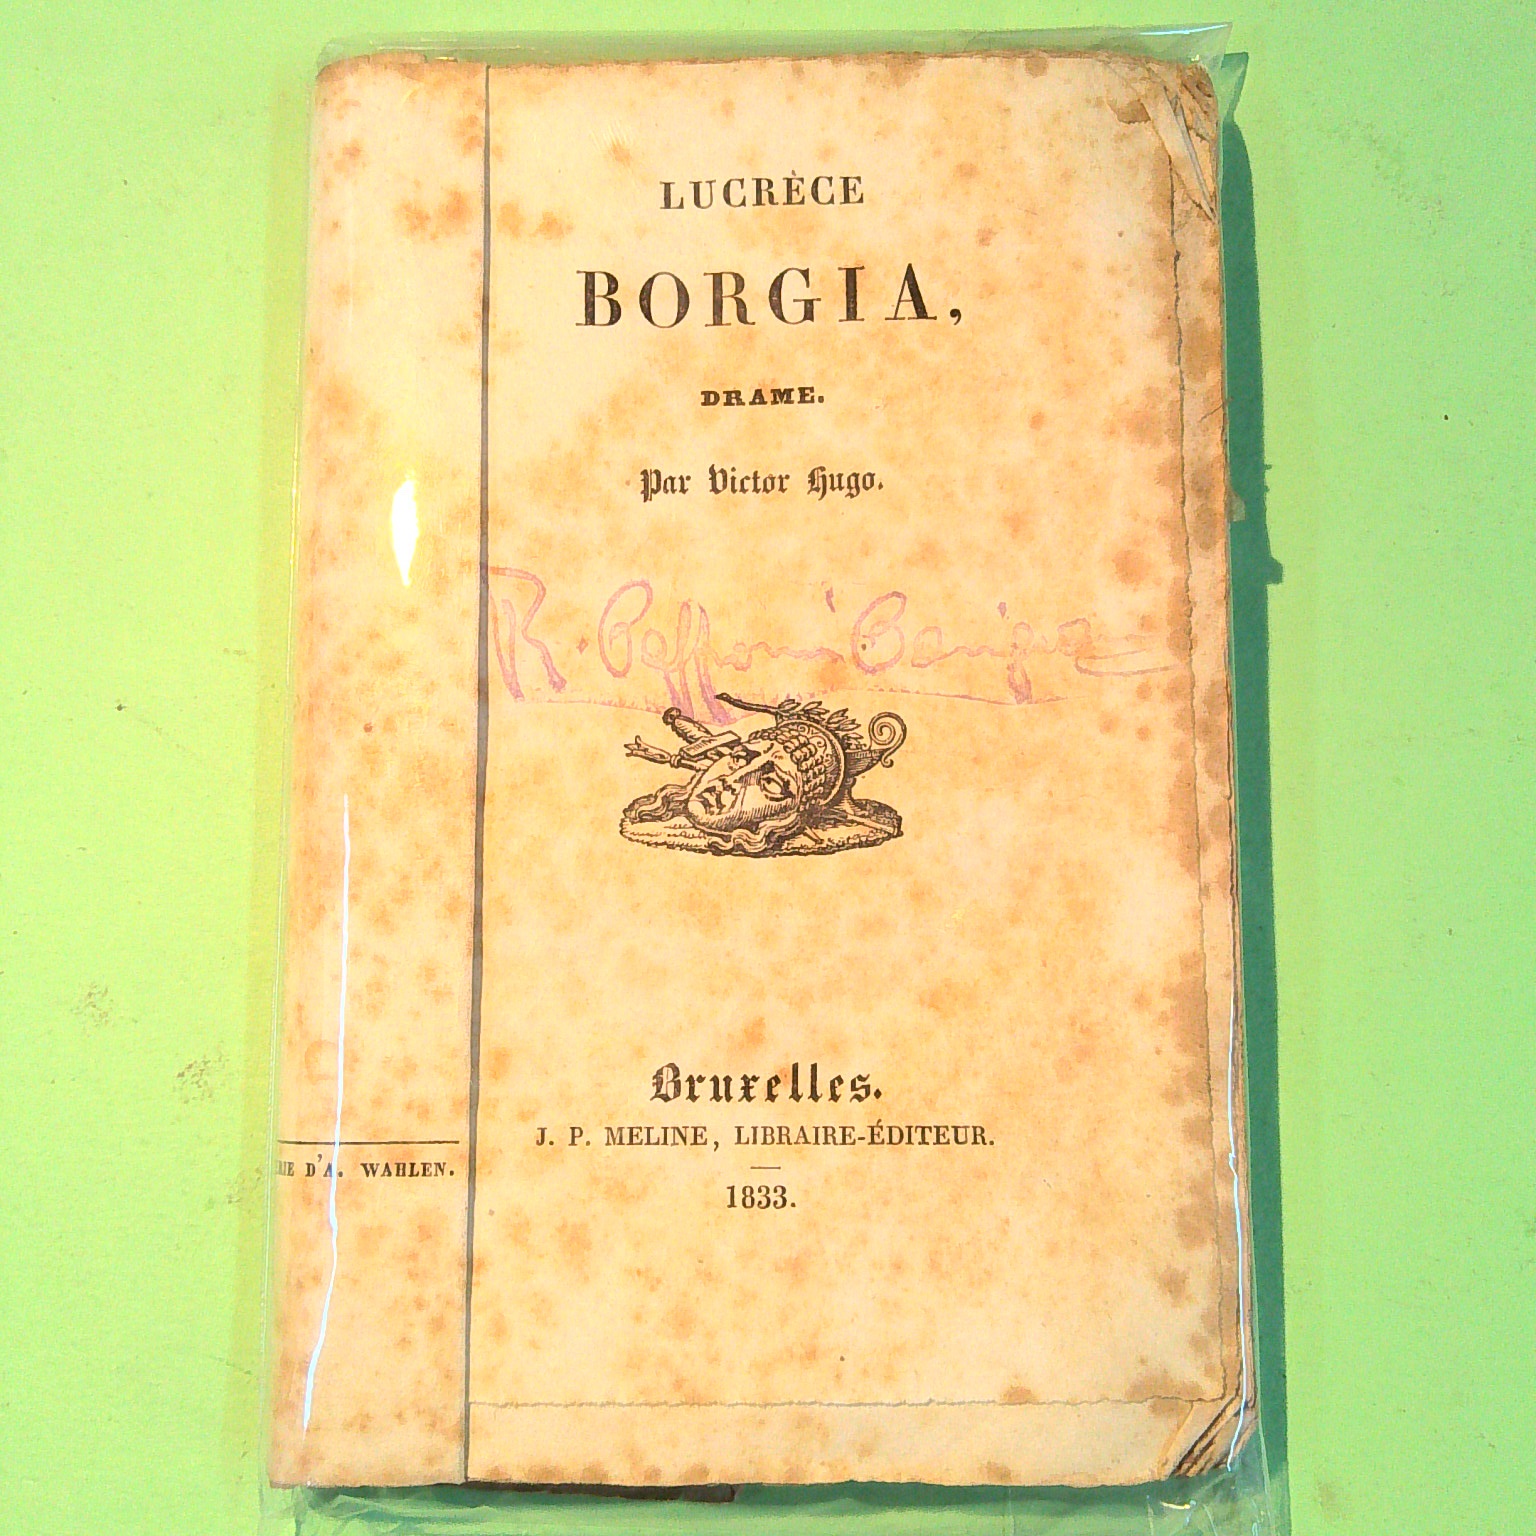 LUCRÈCE
BORGIA,
DRAME.
Par Victor Hugo.
Bruxelles.
J. P. MELINE, LIBRAIRE-ÉDITEUR.
1833.
D'A. WAHLEN.